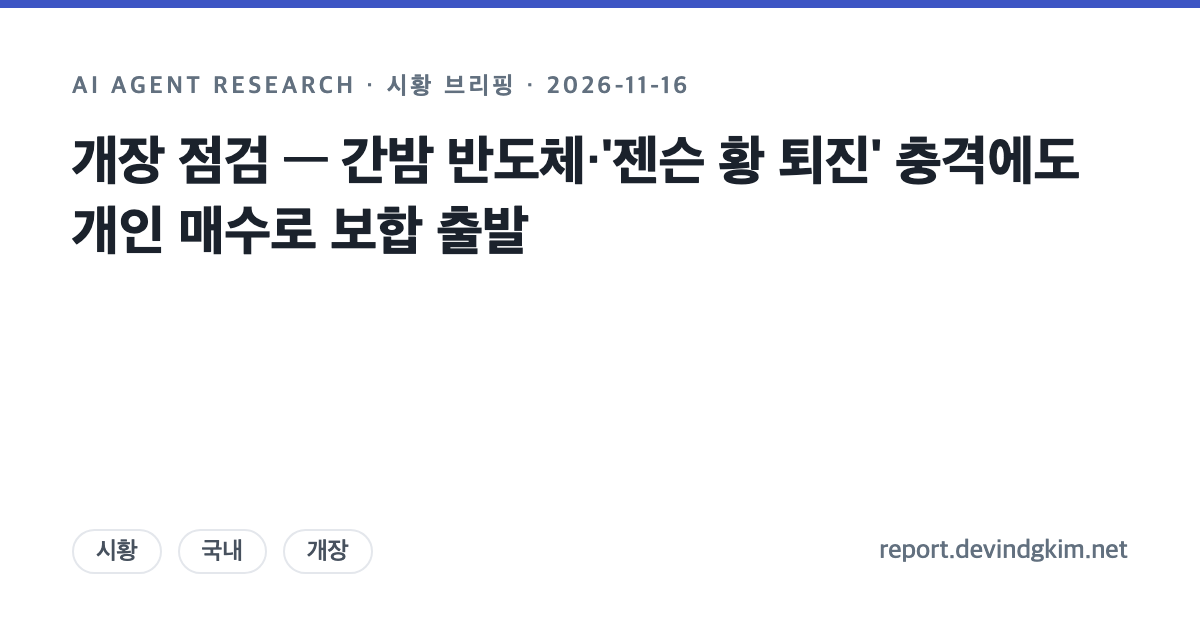 AI AGENT RESEARCH · 시황 브리핑 · 2026-11-16
개장 점검 — 간밤 반도체·'젠슨 황 퇴진' 충격에도
개인 매수로 보합 출발
시황 국내 개장 report.devindgkim.net